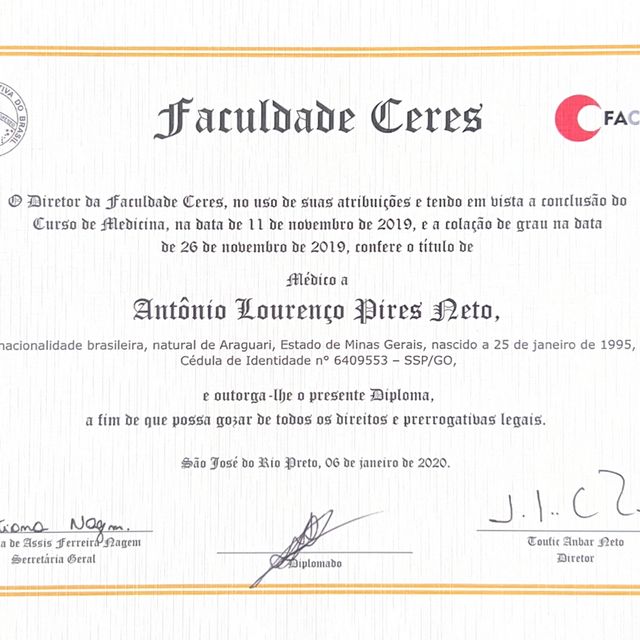 TIVA DO BRASIL
Faculdade Ceres
FAC
O Diretor da Faculdade Ceres, no uso de suas atribuições e tendo em vista a conclusão do
Curso de Medicina, na data de 11 de novembro de 2019, e a colação de grau na data
de 26 de novembro de 2019, confere o título de
Médico a
Antônio Lourenço Pires Neto,
nacionalidade brasileira, natural de Araguari, Estado de Minas Gerais, nascido a 25 de janeiro de 1995,
Cédula de Identidade n° 6409553 – SSP/GO,
e outorga-lhe o presente Diploma,
a fim de que possa gozar de todos os direitos e prerrogativas legais.
São José do Rio Preto, 06 de janeiro de 2020.
iana Nagm.
a de Assis Ferreira Nagem
Secretária Geral
Diplomado
Toufic Anbar Neto
Diretor